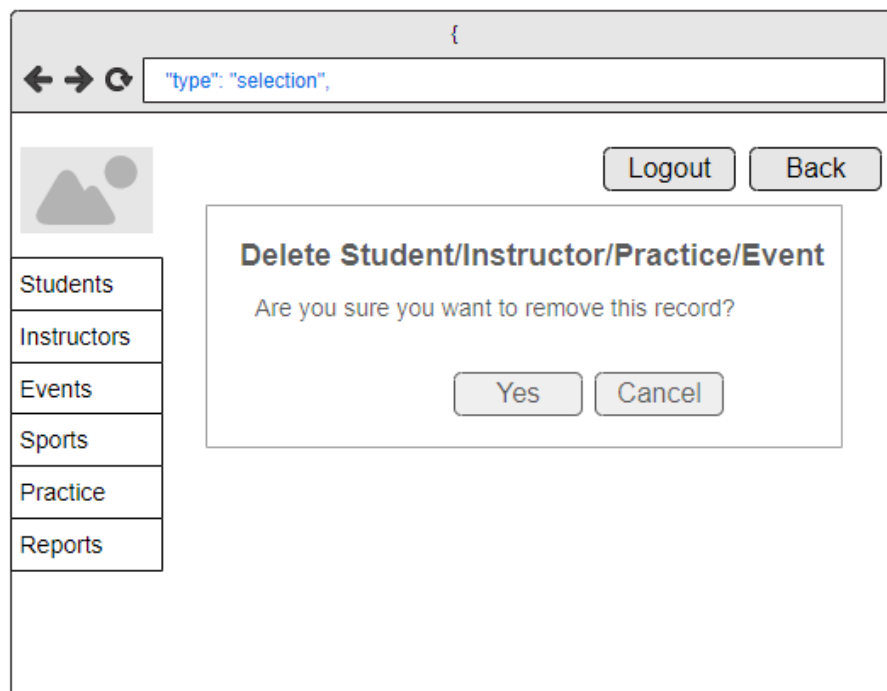 {
"type": "selection",
Logout Back
Delete Student/Instructor/Practice/Event
Are you sure you want to remove this record?
Yes Cancel
Students
Instructors
Events
Sports
Practice
Reports